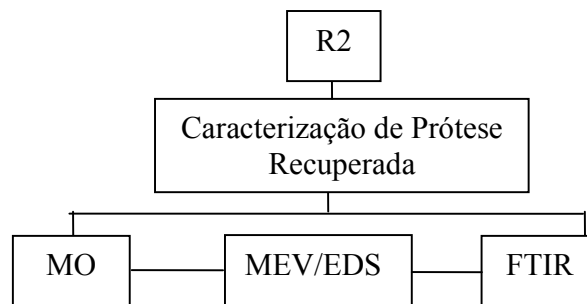 R2
Caracterização de Prótese
Recuperada
MO
MEV/EDS
FTIR